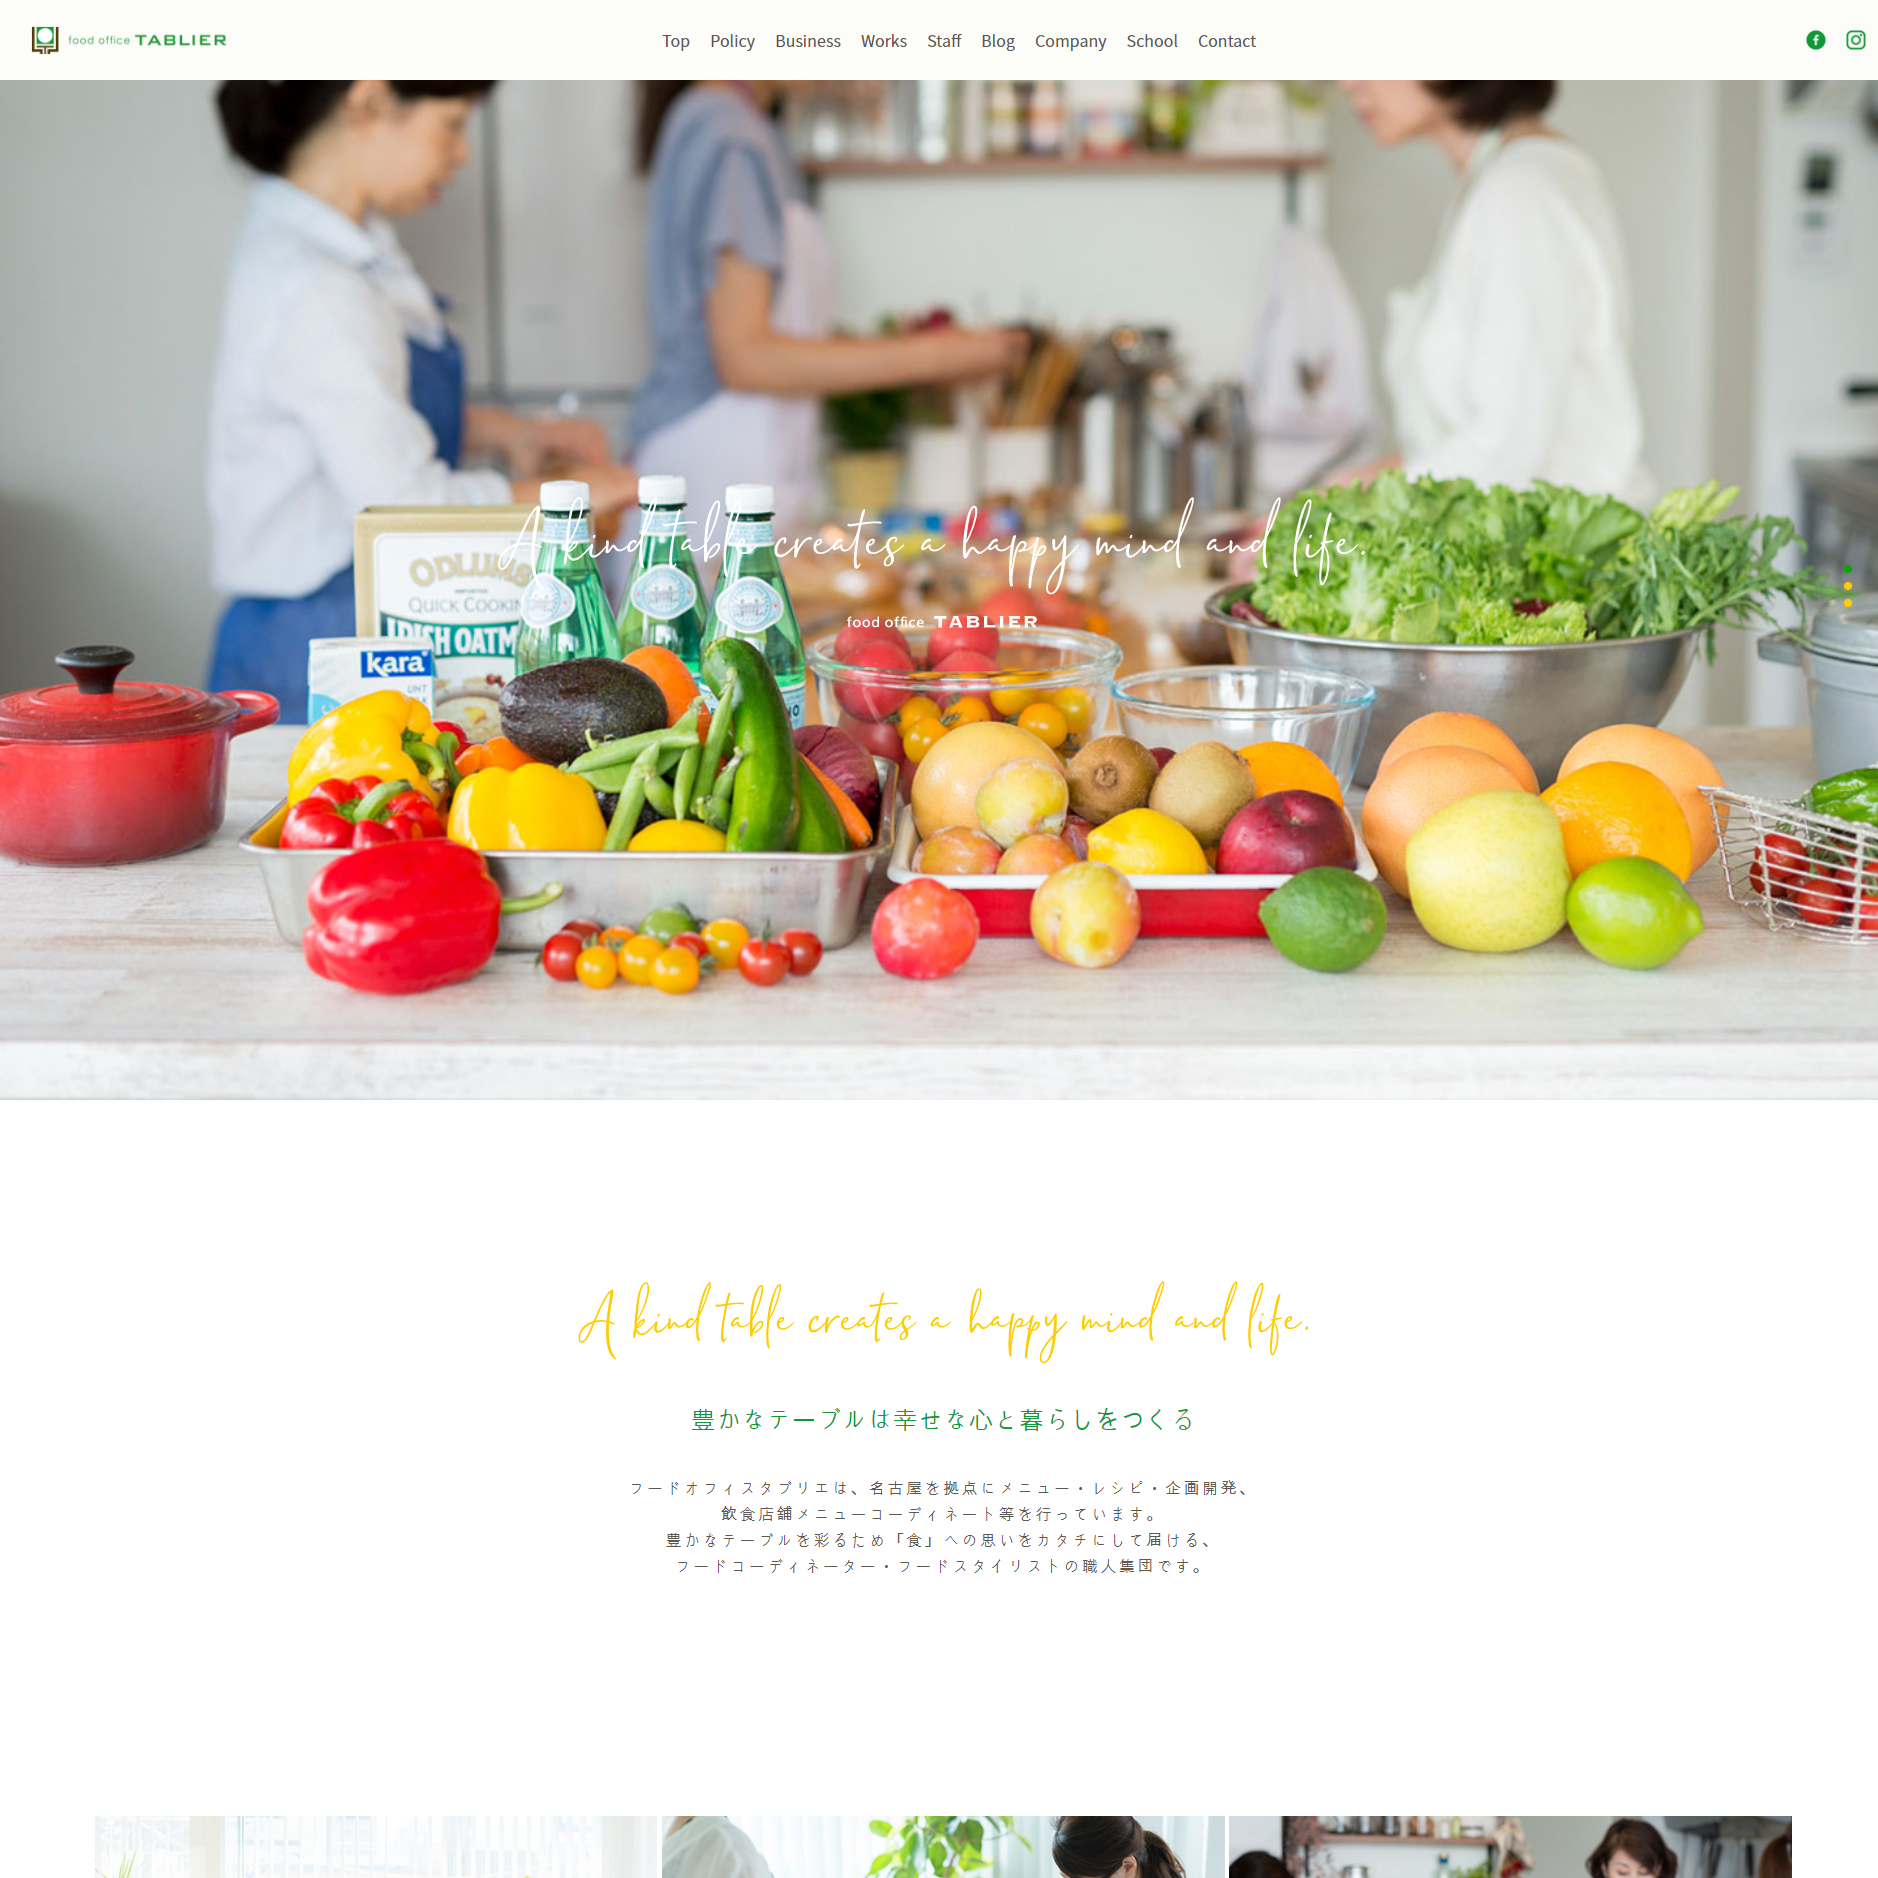 food office TABLIER
Top Policy Business Works Staff Blog Company School Contact
A kind table creates a happy mind and life.
food office TABLIER
ODLUMS
QUICK COOKIN
IRISH OATM
kara
UHT
A kind table creates a happy mind and life.
豊かなテーブルは幸せな心と暮らしをつくる
フードオフィスタブリエは、名古屋を拠点にメニュー・レシピ・企画開発、
飲食店舗メニューコーディネート等を行っています。
豊かなテーブルを彩るため「食」への思いをカタチにして届ける、
フードコーディネーター・フードスタイリストの職人集団です。